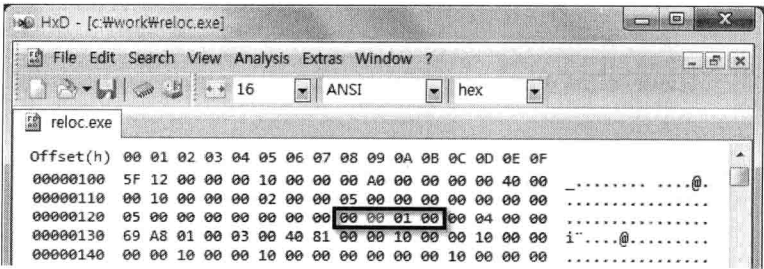 HxD - [c:₩work₩reloc.exe]
File Edit Search View Analysis Extras Window ?
16 ANSI hex
reloc.exe
Offset(h) 00 01 02 03 04 05 06 07 08 09 0A 0B 0C 0D 0E 0F
00000100 5F 12 00 00 00 10 00 00 00 A0 00 00 00 00 40 00 _........ ....@.
00000110 00 10 00 00 00 02 00 00 05 00 00 00 00 00 00 00 ................
00000120 05 00 00 00 00 00 00 00 00 00 01 00 00 04 00 00 ................
00000130 69 A8 01 00 03 00 40 81 00 00 10 00 00 10 00 00 i¨....@.........
00000140 00 00 10 00 00 10 00 00 00 00 00 00 10 00 00 00 ................